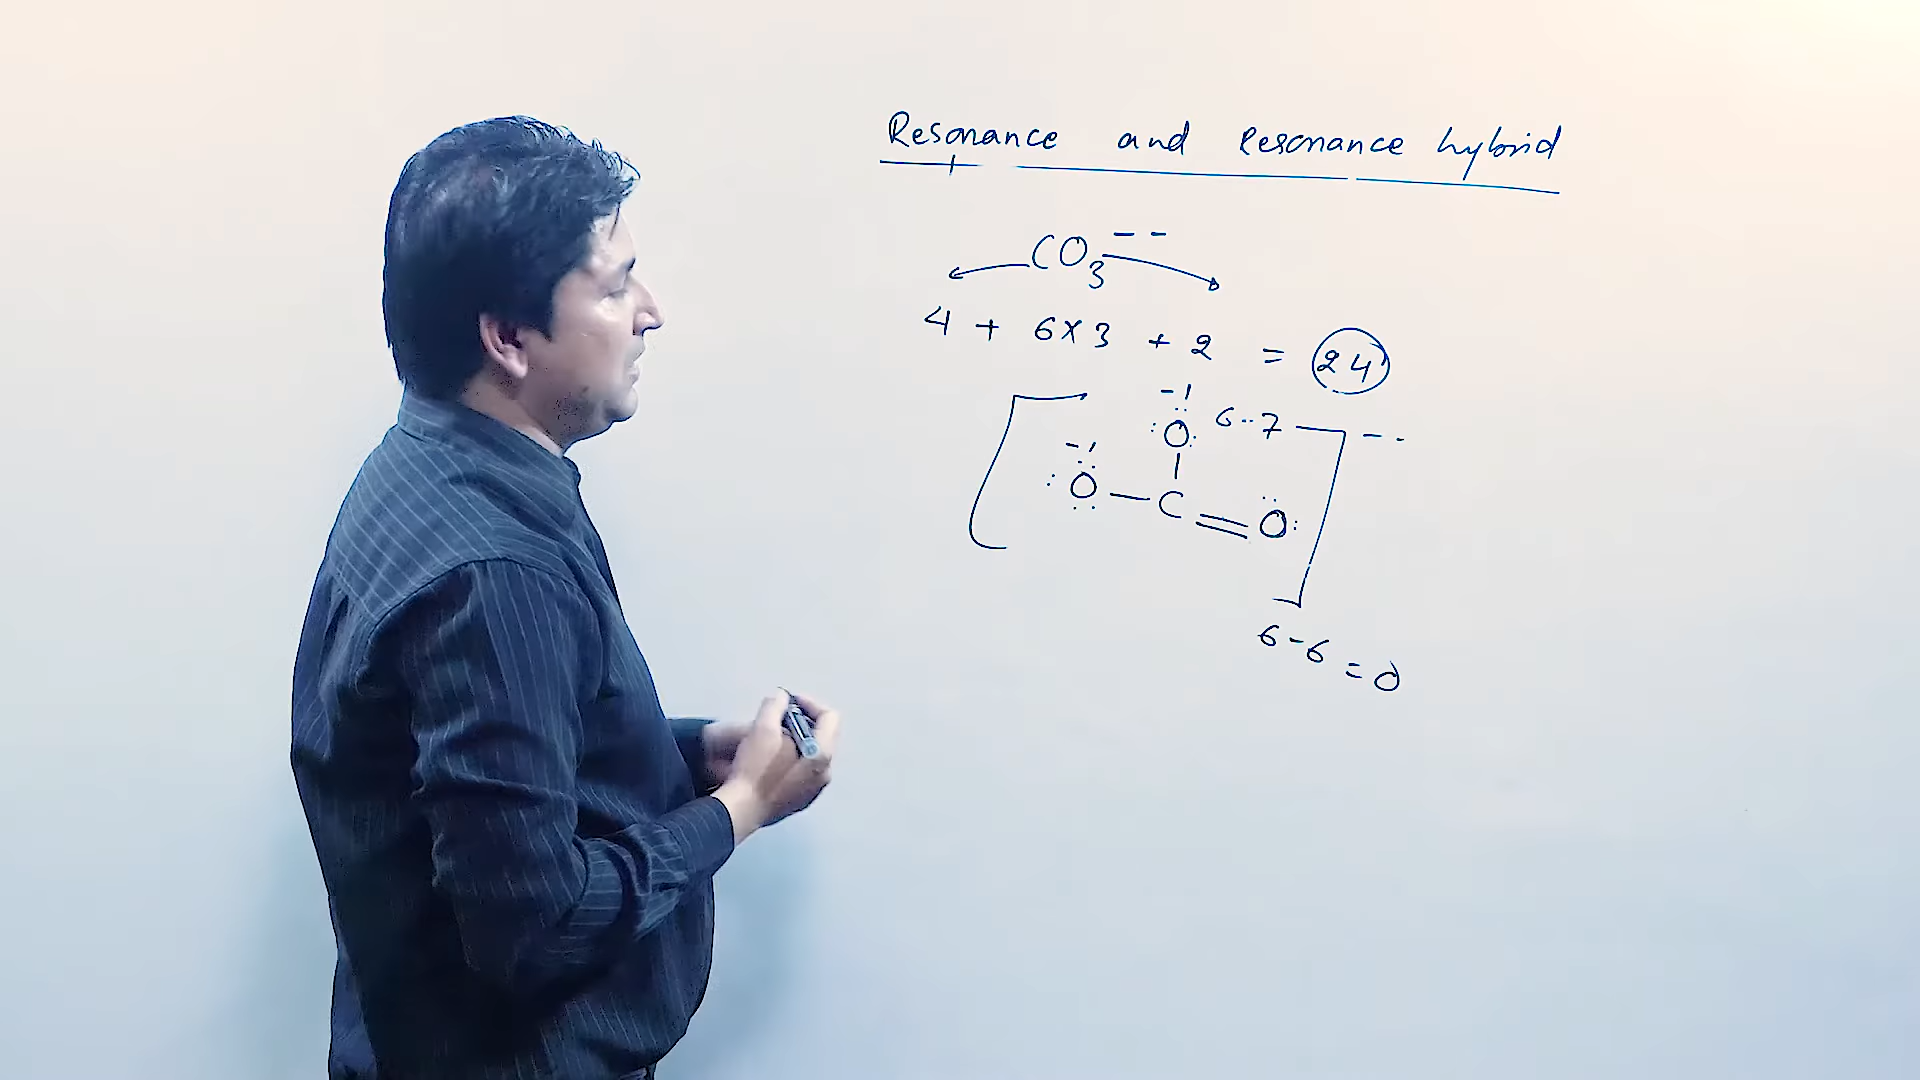 Resonance and Resonance hybrid
CO3--
4 + 6x3 + 2 = 24
-1
:O: 6--7 --
-1
:O — C = O:
6-6 = 0